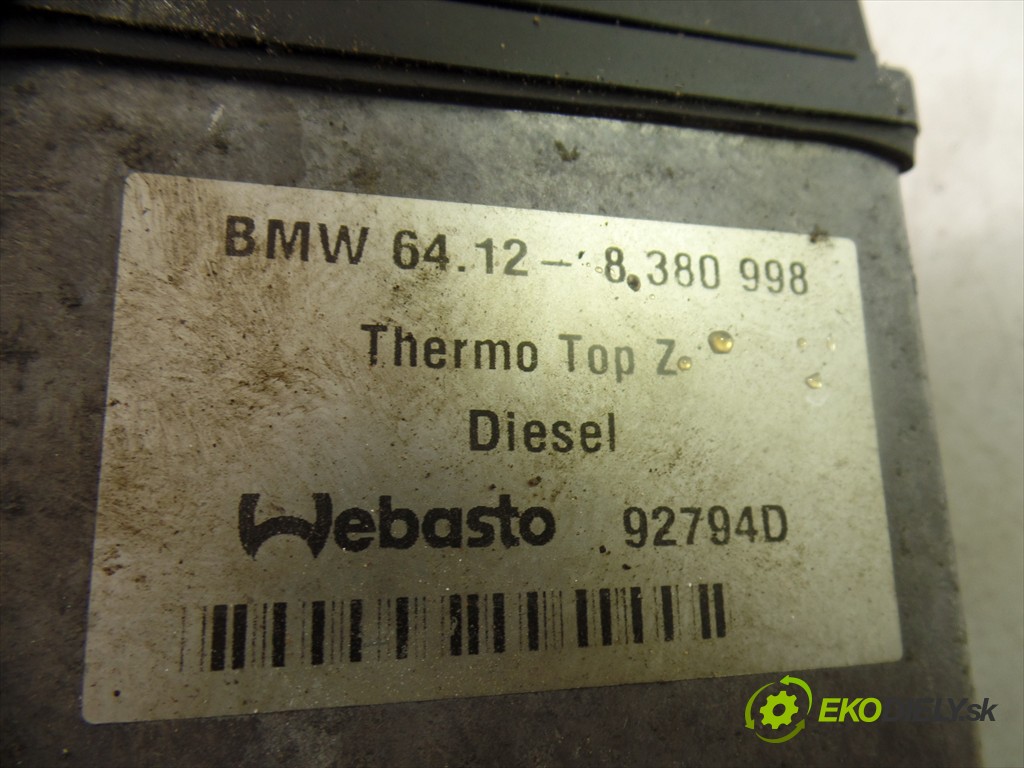 BMW 64.12-8.380 998
Thermo Top Z
Diesel
Webasto 92794D
EKODIELY.sk